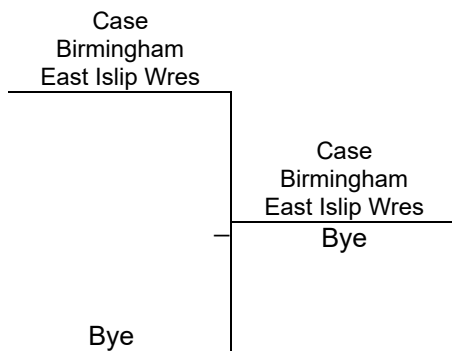 Case
Birmingham
East Islip Wres
Case
Birmingham
East Islip Wres
Bye
Bye